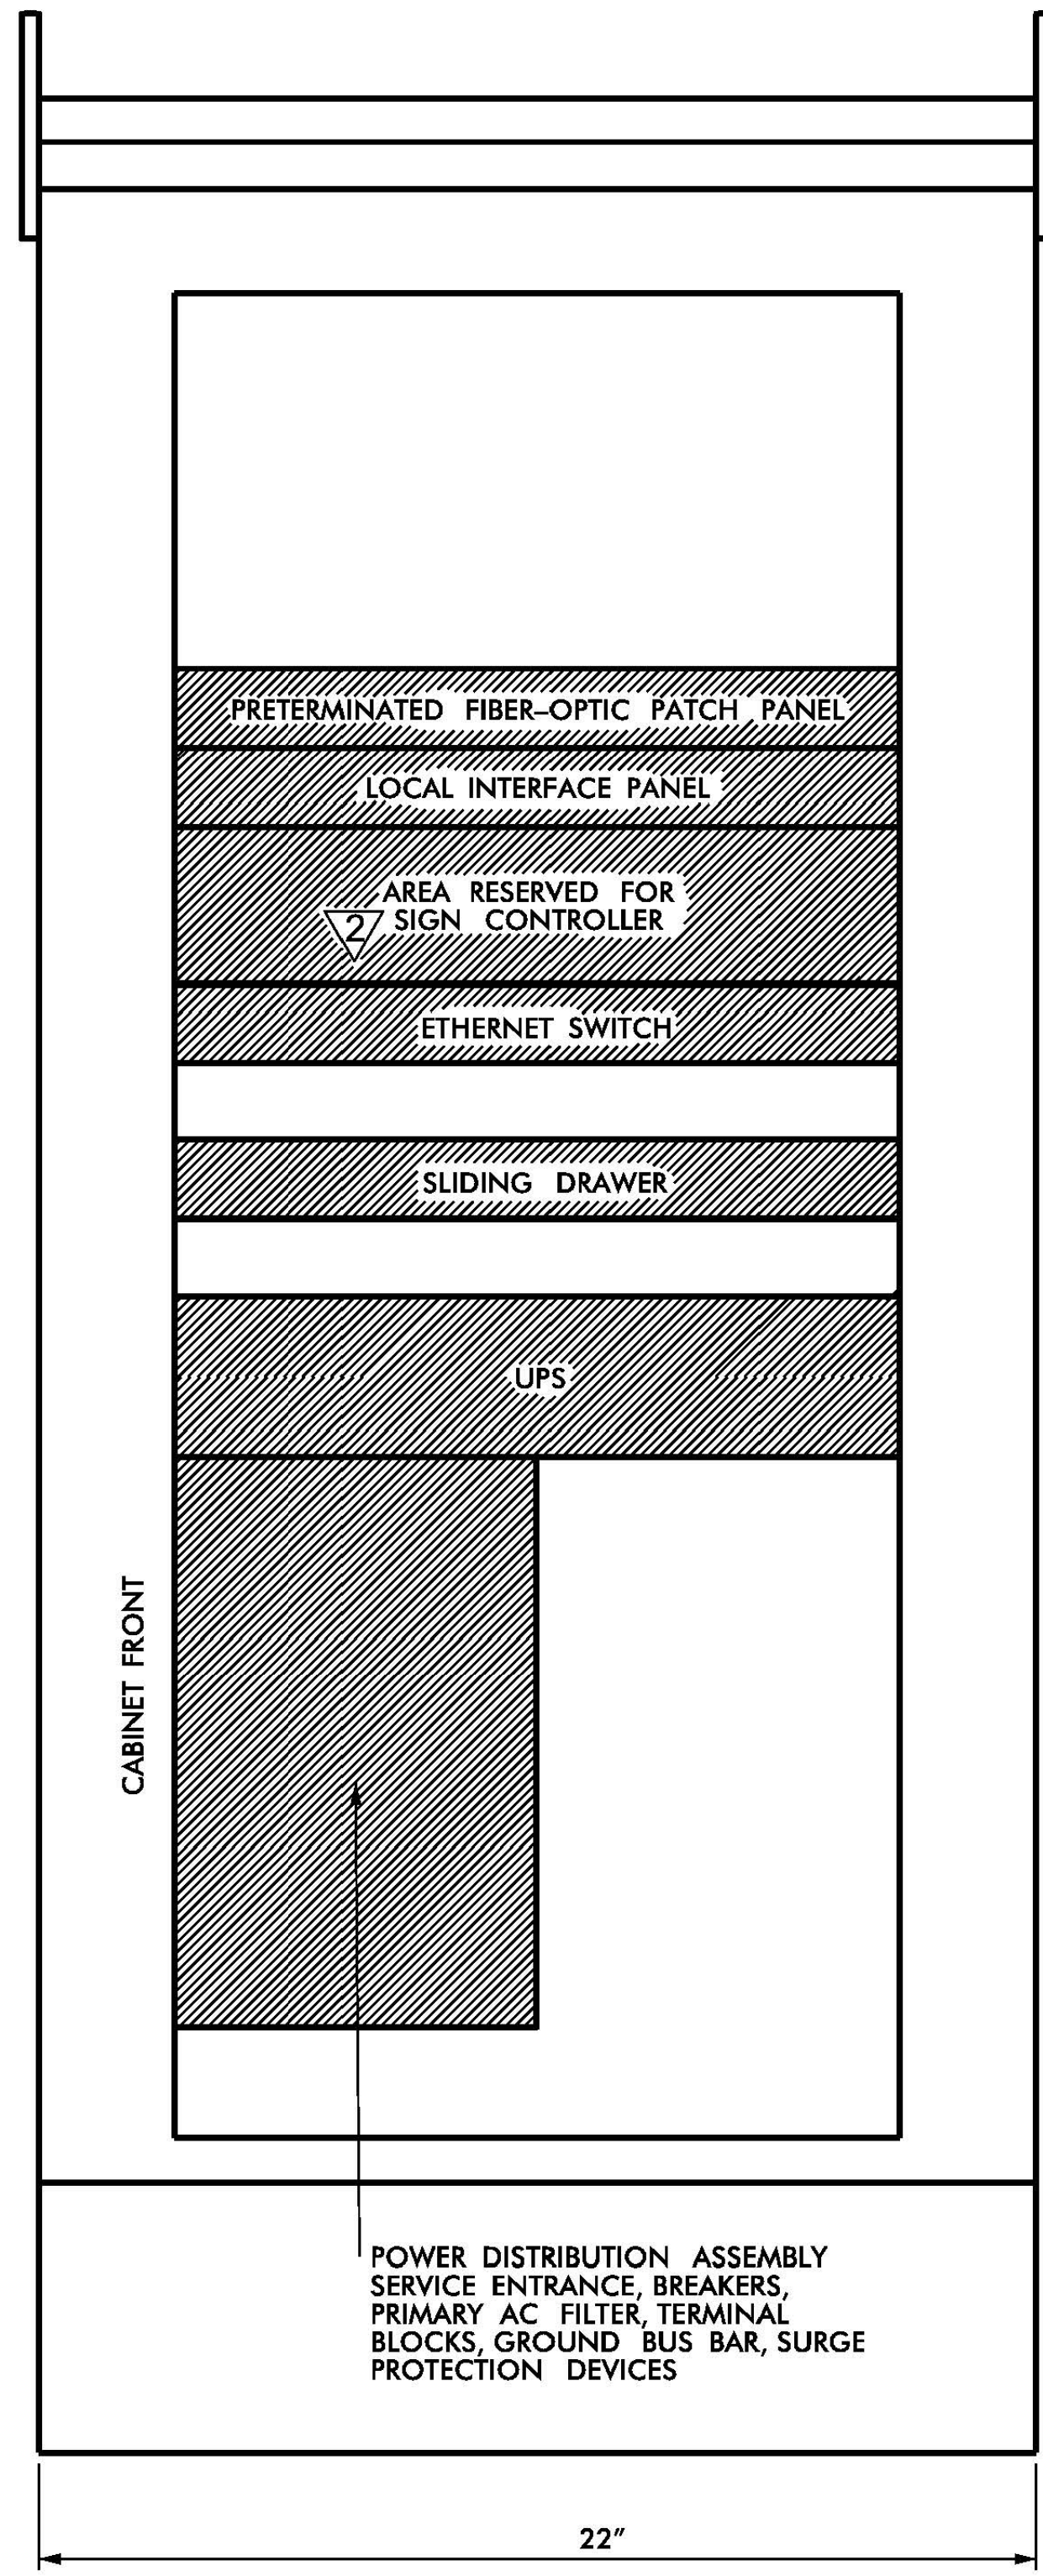 PRETERMINATED FIBER–OPTIC PATCH PANEL
LOCAL INTERFACE PANEL
AREA RESERVED FOR
2 SIGN CONTROLLER
ETHERNET SWITCH
SLIDING DRAWER
UPS
CABINET FRONT
POWER DISTRIBUTION ASSEMBLY
SERVICE ENTRANCE, BREAKERS,
PRIMARY AC FILTER, TERMINAL
BLOCKS, GROUND BUS BAR, SURGE
PROTECTION DEVICES
22"